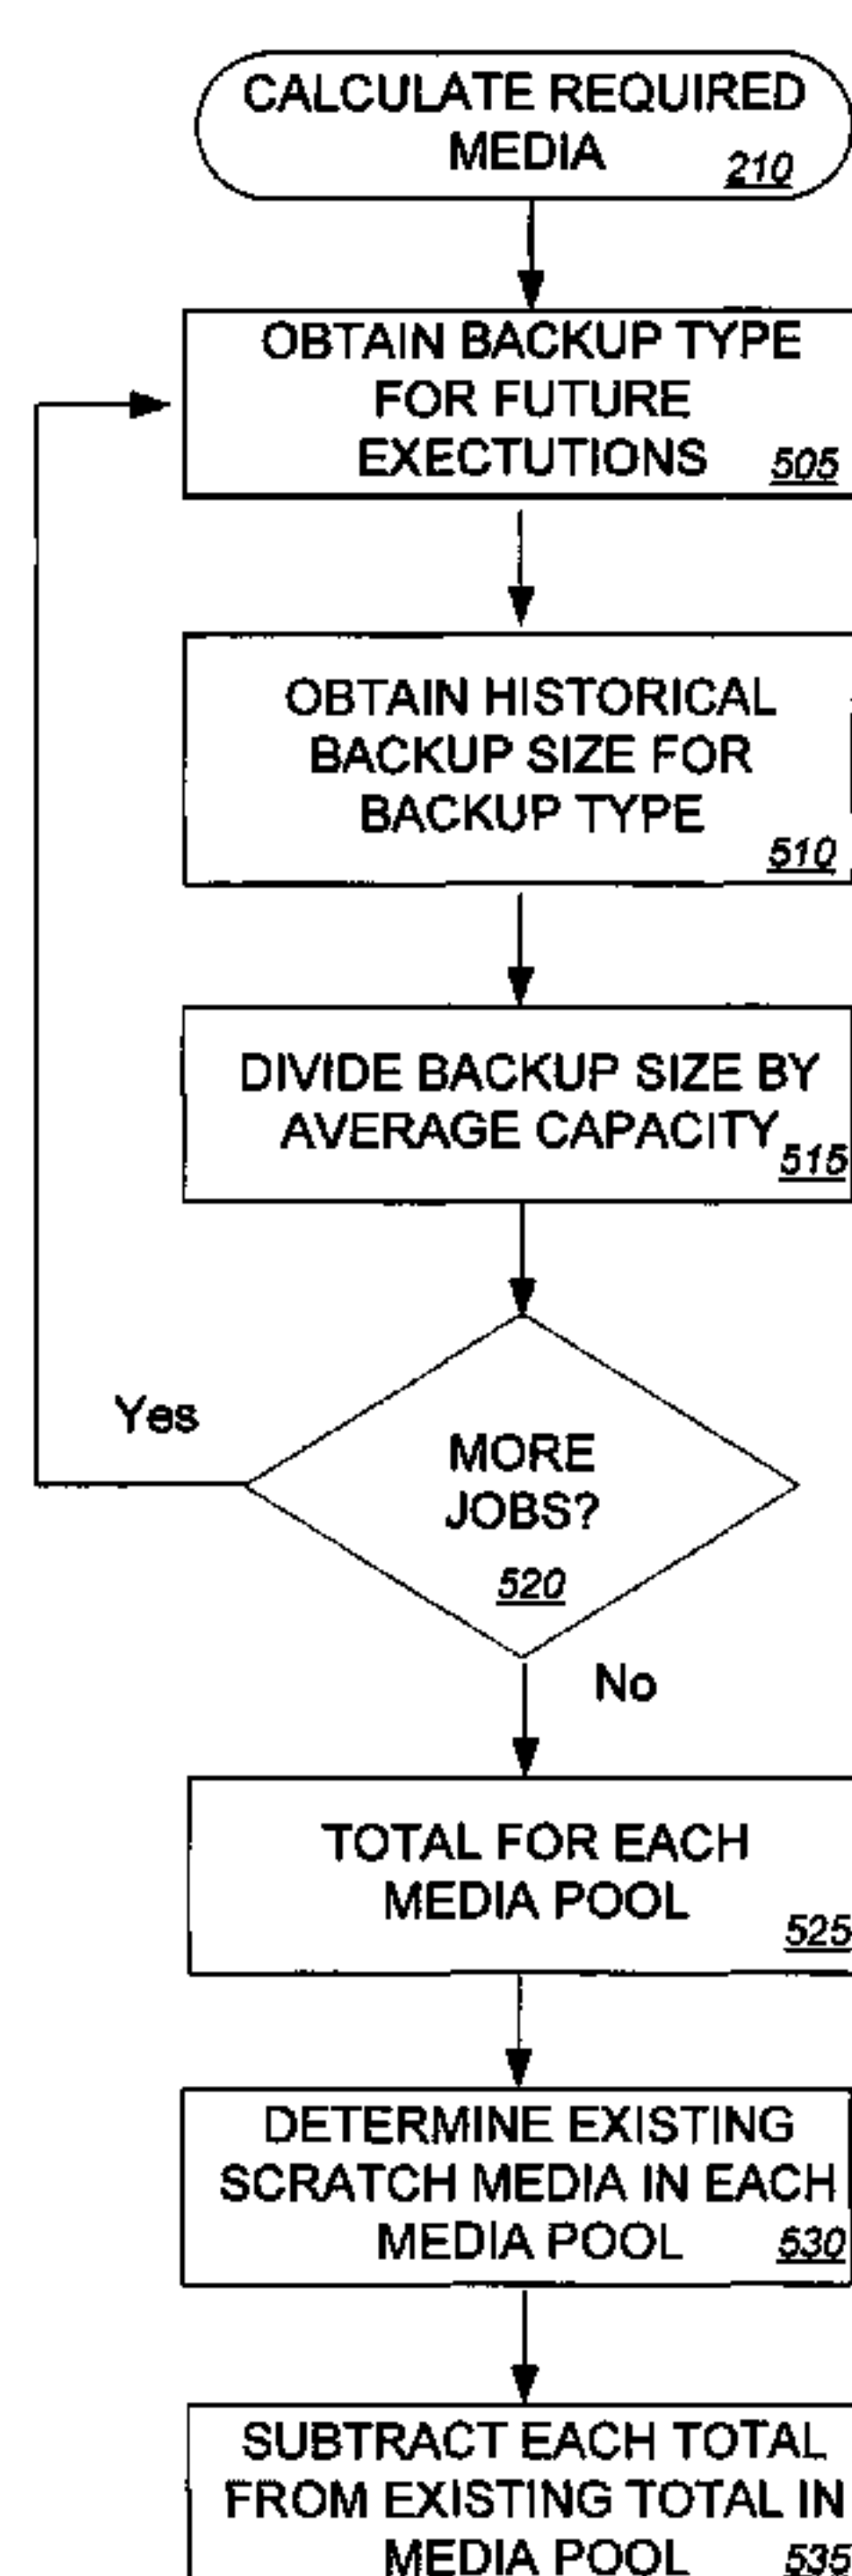 CALCULATE REQUIRED
MEDIA
210
OBTAIN BACKUP TYPE
FOR FUTURE
EXECTUTIONS
505
OBTAIN HISTORICAL
BACKUP SIZE FOR
BACKUP TYPE
510
DIVIDE BACKUP SIZE BY
AVERAGE CAPACITY
515
Yes
MORE
JOBS?
520
No
TOTAL FOR EACH
MEDIA POOL
525
DETERMINE EXISTING
SCRATCH MEDIA IN EACH
MEDIA POOL
530
SUBTRACT EACH TOTAL
FROM EXISTING TOTAL IN
MEDIA POOL
535